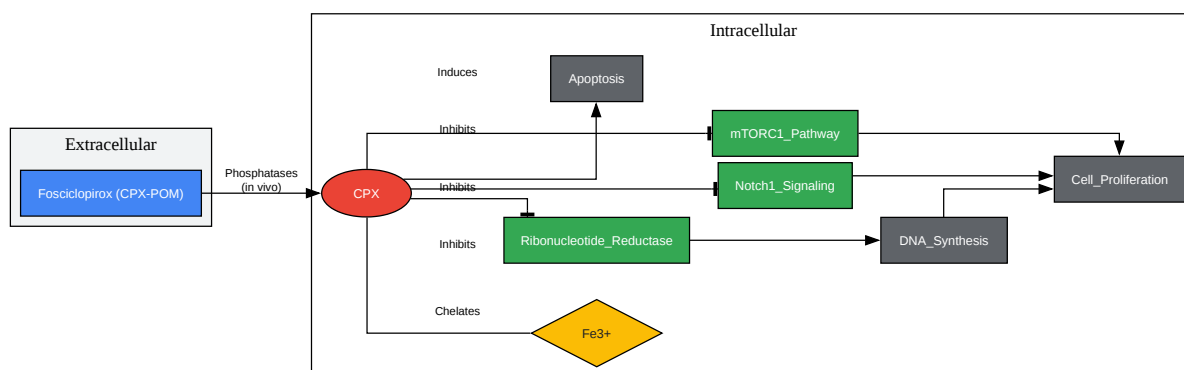 Intracellular
Induces
Apoptosis
Inhibits
mTORC1_Pathway
Extracellular
Phosphatases
(in vivo)
Fosciclopirox (CPX-POM)
CPX
Inhibits
Notch1_Signaling
Cell_Proliferation
Inhibits
Ribonucleotide_Reductase
DNA_Synthesis
Chelates
Fe3+